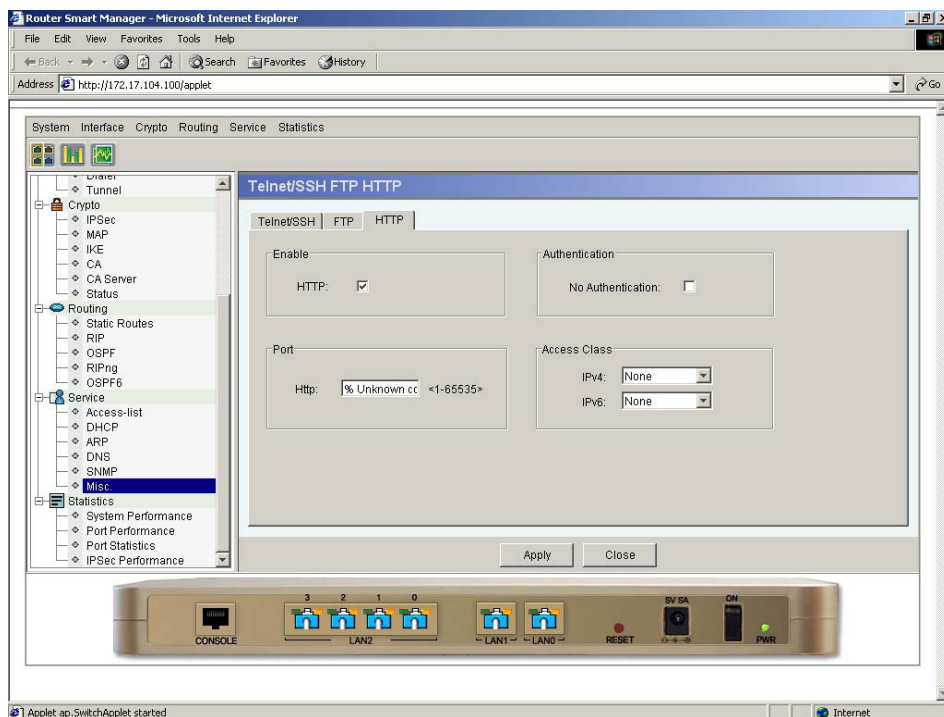 Router Smart Manager - Microsoft Internet Explorer
File Edit View Favorites Tools Help
Back Search Favorites History
Address http://172.17.104.100/applet Go
System Interface Crypto Routing Service Statistics
Dialer
Tunnel
Crypto
IPSec
MAP
IKE
CA
CA Server
Status
Routing
Static Routes
RIP
OSPF
RIPng
OSPF6
Service
Access-list
DHCP
ARP
DNS
SNMP
Misc.
Statistics
System Performance
Port Performance
Port Statistics
IPSec Performance
Telnet/SSH FTP HTTP
Telnet/SSH FTP HTTP
Enable
HTTP:
Authentication
No Authentication:
Port
Http: % Unknown cc <1-65535>
Access Class
IPv4: None
IPv6: None
Apply Close
3 2 1 0
CONSOLE
LAN2
LAN1 LAN0
RESET
5V 5A
ON
PWR
Applet ap.SwitchApplet started
Internet